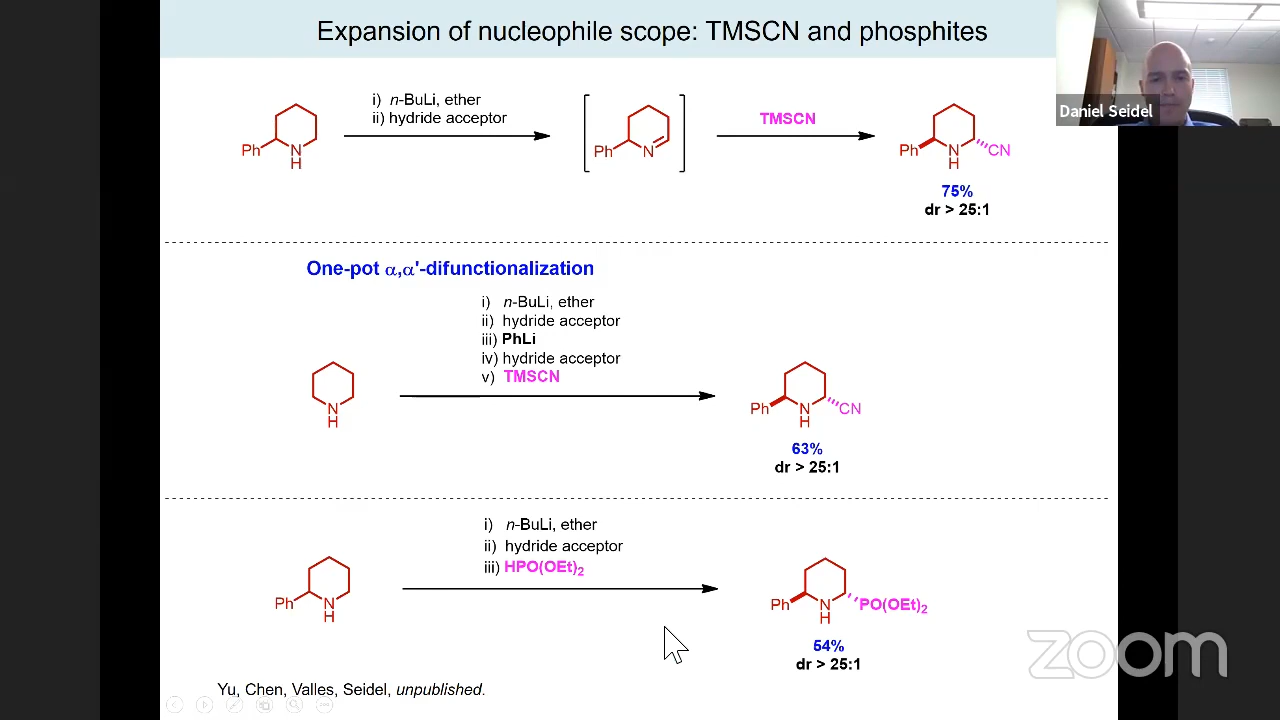 Expansion of nucleophile scope: TMSCN and phosphites
Daniel Seidel
i) n-BuLi, ether
ii) hydride acceptor
TMSCN
Ph
N
H
Ph
N
Ph
N
H
CN
75%
dr > 25:1
One-pot α,α'-difunctionalization
i) n-BuLi, ether
ii) hydride acceptor
iii) PhLi
iv) hydride acceptor
v) TMSCN
N
H
Ph
N
H
CN
63%
dr > 25:1
i) n-BuLi, ether
ii) hydride acceptor
iii) HPO(OEt)₂
Ph
N
H
Ph
N
H
PO(OEt)₂
54%
dr > 25:1
zoom
Yu, Chen, Valles, Seidel, unpublished.